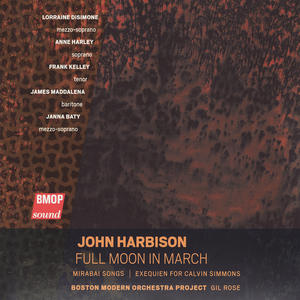 LORRAINE DISIMONE
mezzo-soprano
ANNE HARLEY
soprano
FRANK KELLEY
tenor
JAMES MADDALENA
baritone
JANNA BATY
mezzo-soprano
BMOP
sound
JOHN HARBISON
FULL MOON IN MARCH
MIRABAI SONGS | EXEQUIEN FOR CALVIN SIMMONS
BOSTON MODERN ORCHESTRA PROJECT GIL ROSE